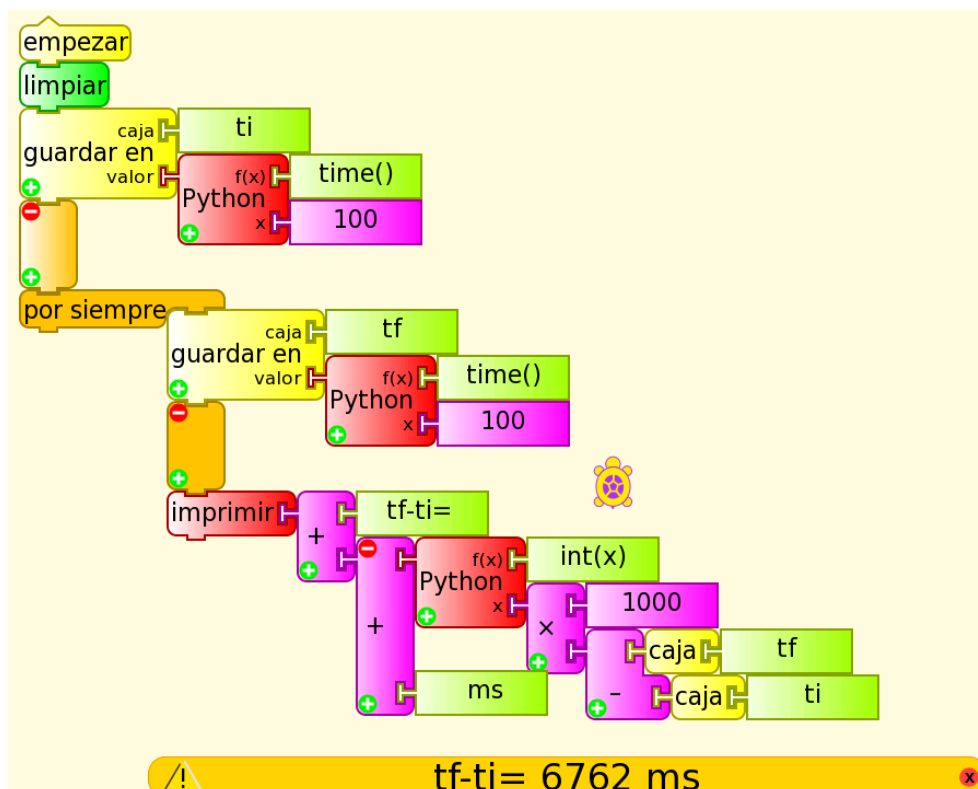 empezar
limpiar
guardar en
caja
ti
valor
Python
f(x)
time()
x
100
por siempre
guardar en
caja
tf
valor
Python
f(x)
time()
x
100
imprimir
+
tf-ti=
+
Python
f(x)
int(x)
x
×
1000
–
caja
tf
caja
ti
ms
tf-ti= 6762 ms